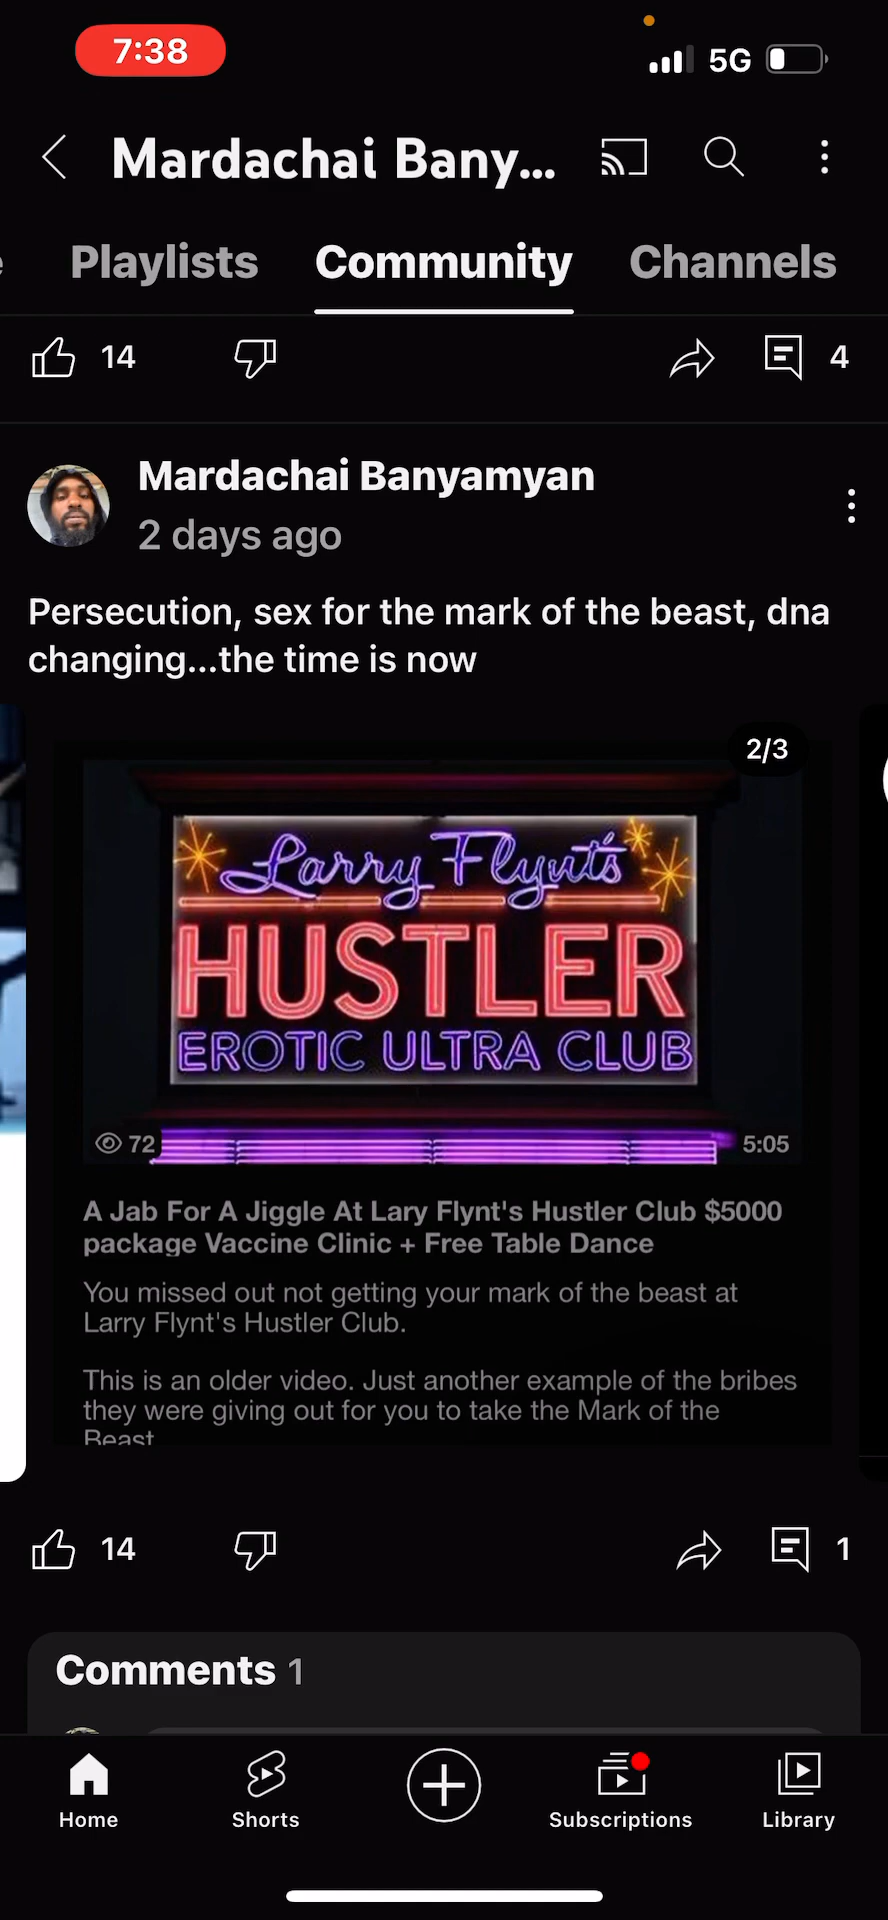 7:38
5G
Mardachai Bany...
e
Playlists
Community
Channels
14
4
Mardachai Banyamyan
2 days ago
Persecution, sex for the mark of the beast, dna
changing...the time is now
2/3
Larry Flynt's
HUSTLER
EROTIC ULTRA CLUB
72
5:05
A Jab For A Jiggle At Lary Flynt's Hustler Club $5000
package Vaccine Clinic + Free Table Dance
You missed out not getting your mark of the beast at
Larry Flynt's Hustler Club.
This is an older video. Just another example of the bribes
they were giving out for you to take the Mark of the
Beast
14
1
Comments 1
Home
Shorts
Subscriptions
Library